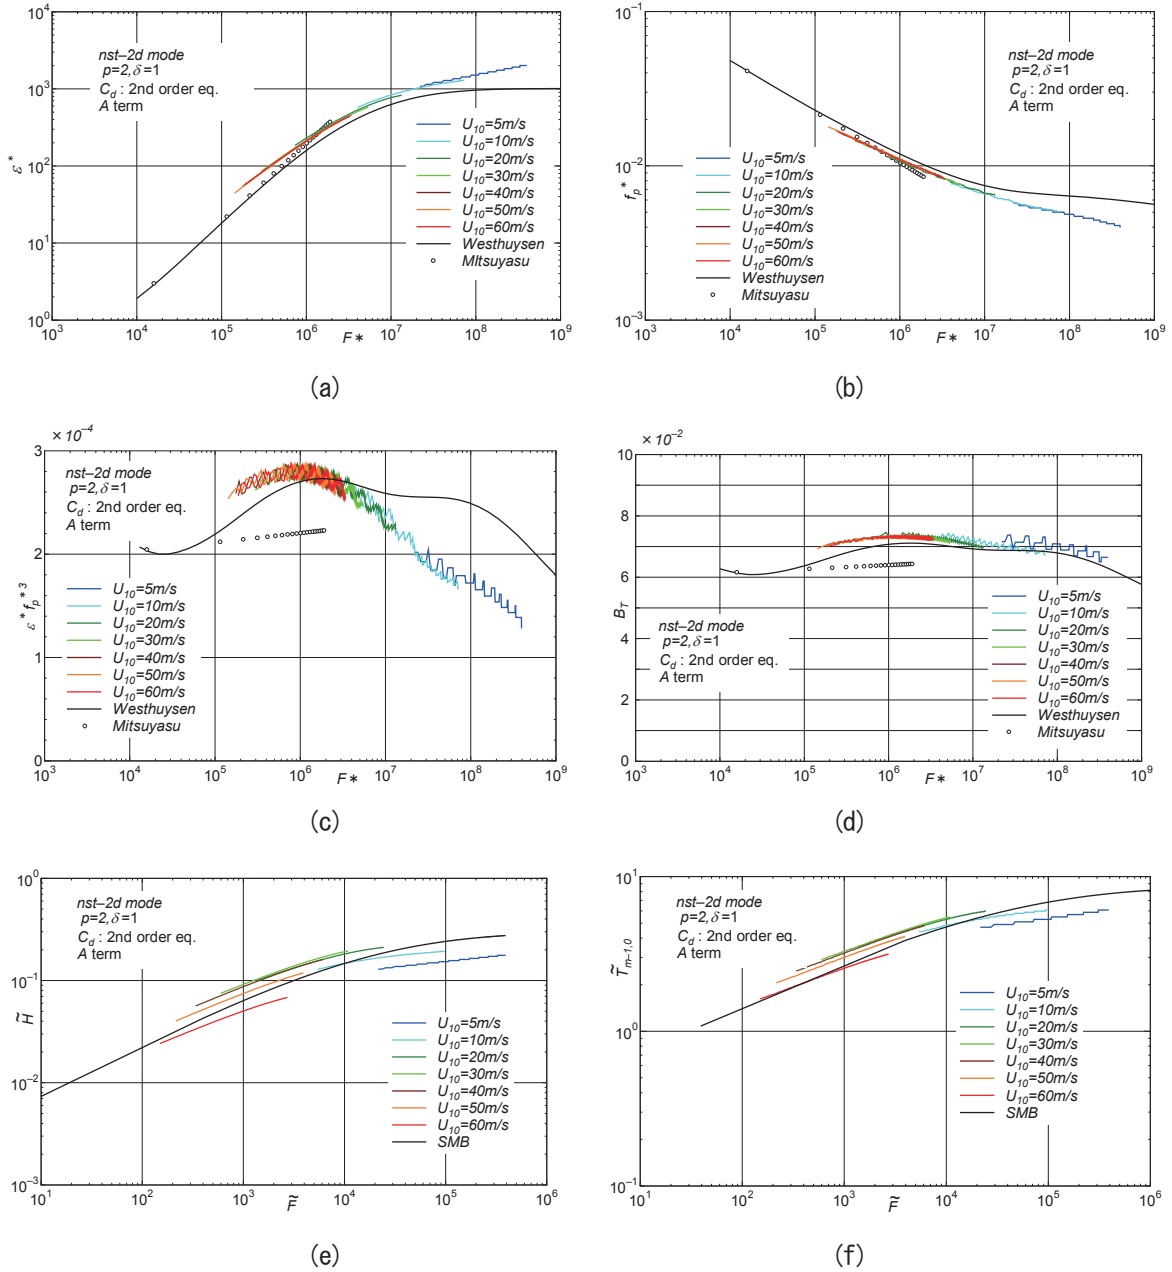 10^4
10^3
10^2
10^1
10^0
ε*
nst–2d mode
p=2,δ=1
C_d : 2nd order eq.
A term
U_10=5m/s
U_10=10m/s
U_10=20m/s
U_10=30m/s
U_10=40m/s
U_10=50m/s
U_10=60m/s
Westhuysen
MItsuyasu
10^3 10^4 10^5 10^6 10^7 10^8 10^9
F*
(a)
10^-1
10^-2
10^-3
f_p*
nst–2d mode
p=2,δ=1
C_d : 2nd order eq.
A term
U_10=5m/s
U_10=10m/s
U_10=20m/s
U_10=30m/s
U_10=40m/s
U_10=50m/s
U_10=60m/s
Westhuysen
Mitsuyasu
10^3 10^4 10^5 10^6 10^7 10^8 10^9
F*
(b)
×10^-4
3
2
1
0
ε* f_p*^3
nst–2d mode
p=2,δ=1
C_d : 2nd order eq.
A term
U_10=5m/s
U_10=10m/s
U_10=20m/s
U_10=30m/s
U_10=40m/s
U_10=50m/s
U_10=60m/s
Westhuysen
Mitsuyasu
10^3 10^4 10^5 10^6 10^7 10^8 10^9
F*
(c)
×10^-2
10
8
6
4
2
0
B_T
nst–2d mode
p=2,δ=1
C_d : 2nd order eq.
A term
U_10=5m/s
U_10=10m/s
U_10=20m/s
U_10=30m/s
U_10=40m/s
U_10=50m/s
U_10=60m/s
Westhuysen
Mitsuyasu
10^3 10^4 10^5 10^6 10^7 10^8 10^9
F*
(d)
10^0
10^-1
10^-2
10^-3
H̃
nst–2d mode
p=2,δ=1
C_d : 2nd order eq.
A term
U_10=5m/s
U_10=10m/s
U_10=20m/s
U_10=30m/s
U_10=40m/s
U_10=50m/s
U_10=60m/s
SMB
10^1 10^2 10^3 10^4 10^5 10^6
F̃
(e)
10^1
10^0
10^-1
T̃_m–1,0
nst–2d mode
p=2,δ=1
C_d : 2nd order eq.
A term
U_10=5m/s
U_10=10m/s
U_10=20m/s
U_10=30m/s
U_10=40m/s
U_10=50m/s
U_10=60m/s
SMB
10^1 10^2 10^3 10^4 10^5 10^6
F̃
(f)